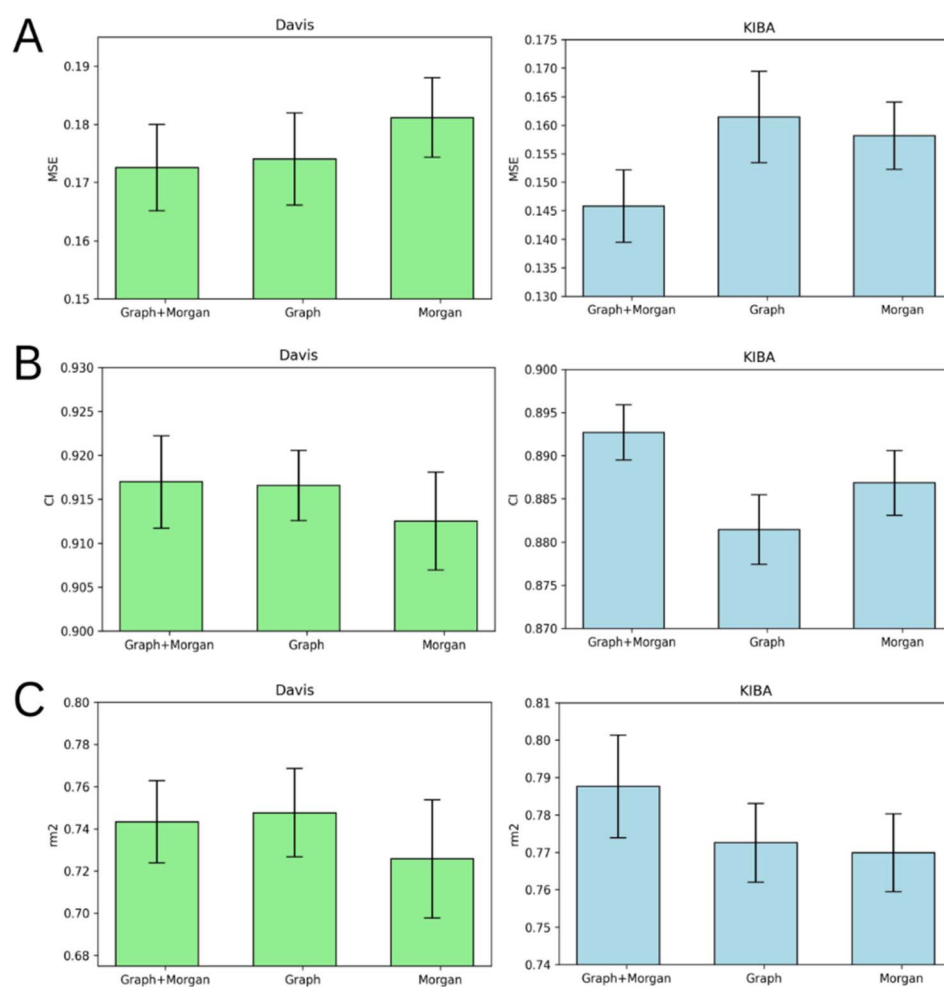 A
Davis
MSE
0.19
0.18
0.17
0.16
0.15
Graph+Morgan Graph Morgan
KIBA
MSE
0.175
0.170
0.165
0.160
0.155
0.150
0.145
0.140
0.135
0.130
Graph+Morgan Graph Morgan
B
Davis
CI
0.930
0.925
0.920
0.915
0.910
0.905
0.900
Graph+Morgan Graph Morgan
KIBA
CI
0.900
0.895
0.890
0.885
0.880
0.875
0.870
Graph+Morgan Graph Morgan
C
Davis
rm2
0.80
0.78
0.76
0.74
0.72
0.70
0.68
Graph+Morgan Graph Morgan
KIBA
rm2
0.81
0.80
0.79
0.78
0.77
0.76
0.75
0.74
Graph+Morgan Graph Morgan